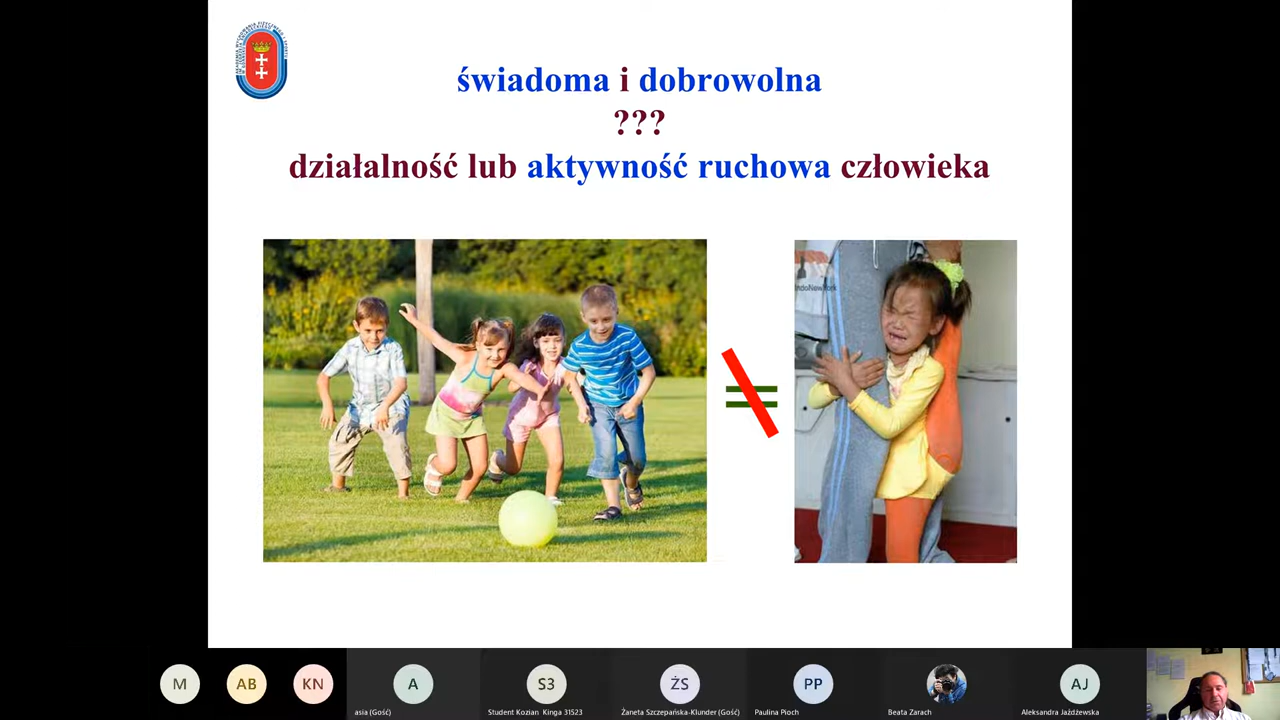 świadoma i dobrowolna
???
działalność lub aktywność ruchowa człowieka
IndoNewYork
M
AB
KN
A
S3
ŻS
PP
AJ
asia (Gość)
Student Kozian Kinga 31523
Żaneta Szczepańska-Klunder (Gość)
Paulina Pioch
Beata Zarach
Aleksandra Jażdżewska